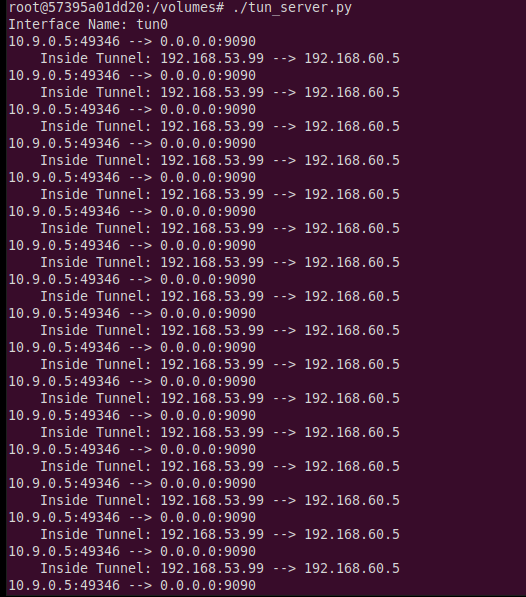 root@57395a01dd20:/volumes# ./tun_server.py
Interface Name: tun0
10.9.0.5:49346 --> 0.0.0.0:9090
Inside Tunnel: 192.168.53.99 --> 192.168.60.5
10.9.0.5:49346 --> 0.0.0.0:9090
Inside Tunnel: 192.168.53.99 --> 192.168.60.5
10.9.0.5:49346 --> 0.0.0.0:9090
Inside Tunnel: 192.168.53.99 --> 192.168.60.5
10.9.0.5:49346 --> 0.0.0.0:9090
Inside Tunnel: 192.168.53.99 --> 192.168.60.5
10.9.0.5:49346 --> 0.0.0.0:9090
Inside Tunnel: 192.168.53.99 --> 192.168.60.5
10.9.0.5:49346 --> 0.0.0.0:9090
Inside Tunnel: 192.168.53.99 --> 192.168.60.5
10.9.0.5:49346 --> 0.0.0.0:9090
Inside Tunnel: 192.168.53.99 --> 192.168.60.5
10.9.0.5:49346 --> 0.0.0.0:9090
Inside Tunnel: 192.168.53.99 --> 192.168.60.5
10.9.0.5:49346 --> 0.0.0.0:9090
Inside Tunnel: 192.168.53.99 --> 192.168.60.5
10.9.0.5:49346 --> 0.0.0.0:9090
Inside Tunnel: 192.168.53.99 --> 192.168.60.5
10.9.0.5:49346 --> 0.0.0.0:9090
Inside Tunnel: 192.168.53.99 --> 192.168.60.5
10.9.0.5:49346 --> 0.0.0.0:9090
Inside Tunnel: 192.168.53.99 --> 192.168.60.5
10.9.0.5:49346 --> 0.0.0.0:9090
Inside Tunnel: 192.168.53.99 --> 192.168.60.5
10.9.0.5:49346 --> 0.0.0.0:9090
Inside Tunnel: 192.168.53.99 --> 192.168.60.5
10.9.0.5:49346 --> 0.0.0.0:9090
Inside Tunnel: 192.168.53.99 --> 192.168.60.5
10.9.0.5:49346 --> 0.0.0.0:9090
Inside Tunnel: 192.168.53.99 --> 192.168.60.5
10.9.0.5:49346 --> 0.0.0.0:9090